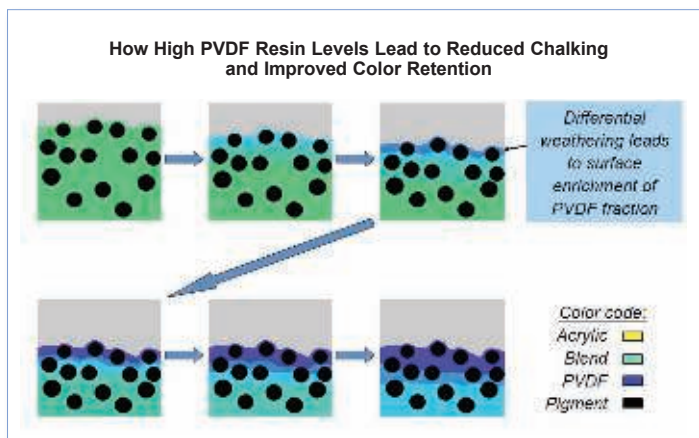 How High PVDF Resin Levels Lead to Reduced Chalking
and Improved Color Retention
Differential
weathering leads
to surface
enrichment of
PVDF fraction
Color code:
Acrylic
Blend
PVDF
Pigment